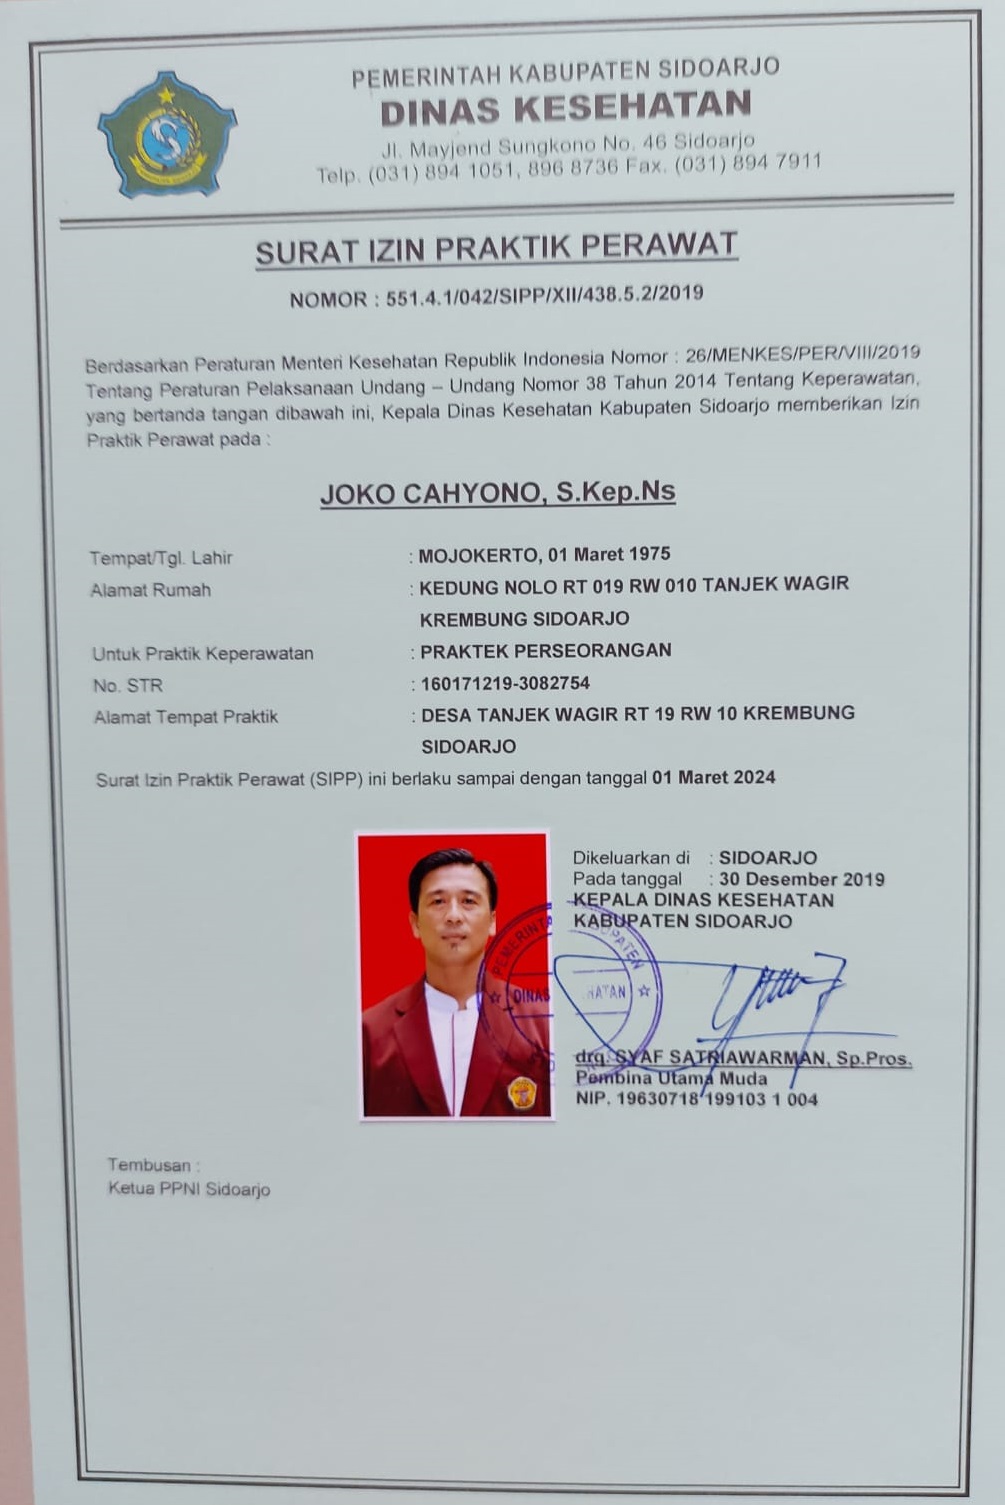 PEMERINTAH KABUPATEN SIDOARJO
DINAS KESEHATAN
Jl. Mayjend Sungkono No. 46 Sidoarjo
Telp. (031) 894 1051, 896 8736 Fax. (031) 894 7911
SURAT IZIN PRAKTIK PERAWAT
NOMOR : 551.4.1/042/SIPP/XII/438.5.2/2019
Berdasarkan Peraturan Menteri Kesehatan Republik Indonesia Nomor : 26/MENKES/PER/VIII/2019
Tentang Peraturan Pelaksanaan Undang – Undang Nomor 38 Tahun 2014 Tentang Keperawatan,
yang bertanda tangan dibawah ini, Kepala Dinas Kesehatan Kabupaten Sidoarjo memberikan Izin
Praktik Perawat pada :
JOKO CAHYONO, S.Kep.Ns
Tempat/Tgl. Lahir : MOJOKERTO, 01 Maret 1975
Alamat Rumah : KEDUNG NOLO RT 019 RW 010 TANJEK WAGIR
KREMBUNG SIDOARJO
Untuk Praktik Keperawatan : PRAKTEK PERSEORANGAN
No. STR : 160171219-3082754
Alamat Tempat Praktik : DESA TANJEK WAGIR RT 19 RW 10 KREMBUNG
SIDOARJO
Surat Izin Praktik Perawat (SIPP) ini berlaku sampai dengan tanggal 01 Maret 2024
Dikeluarkan di : SIDOARJO
Pada tanggal : 30 Desember 2019
KEPALA DINAS KESEHATAN
KABUPATEN SIDOARJO
DINAS
drg. SYAF SATRIAWARMAN, Sp.Pros.
Pembina Utama Muda
NIP. 19630718 199103 1 004
Tembusan :
Ketua PPNI Sidoarjo